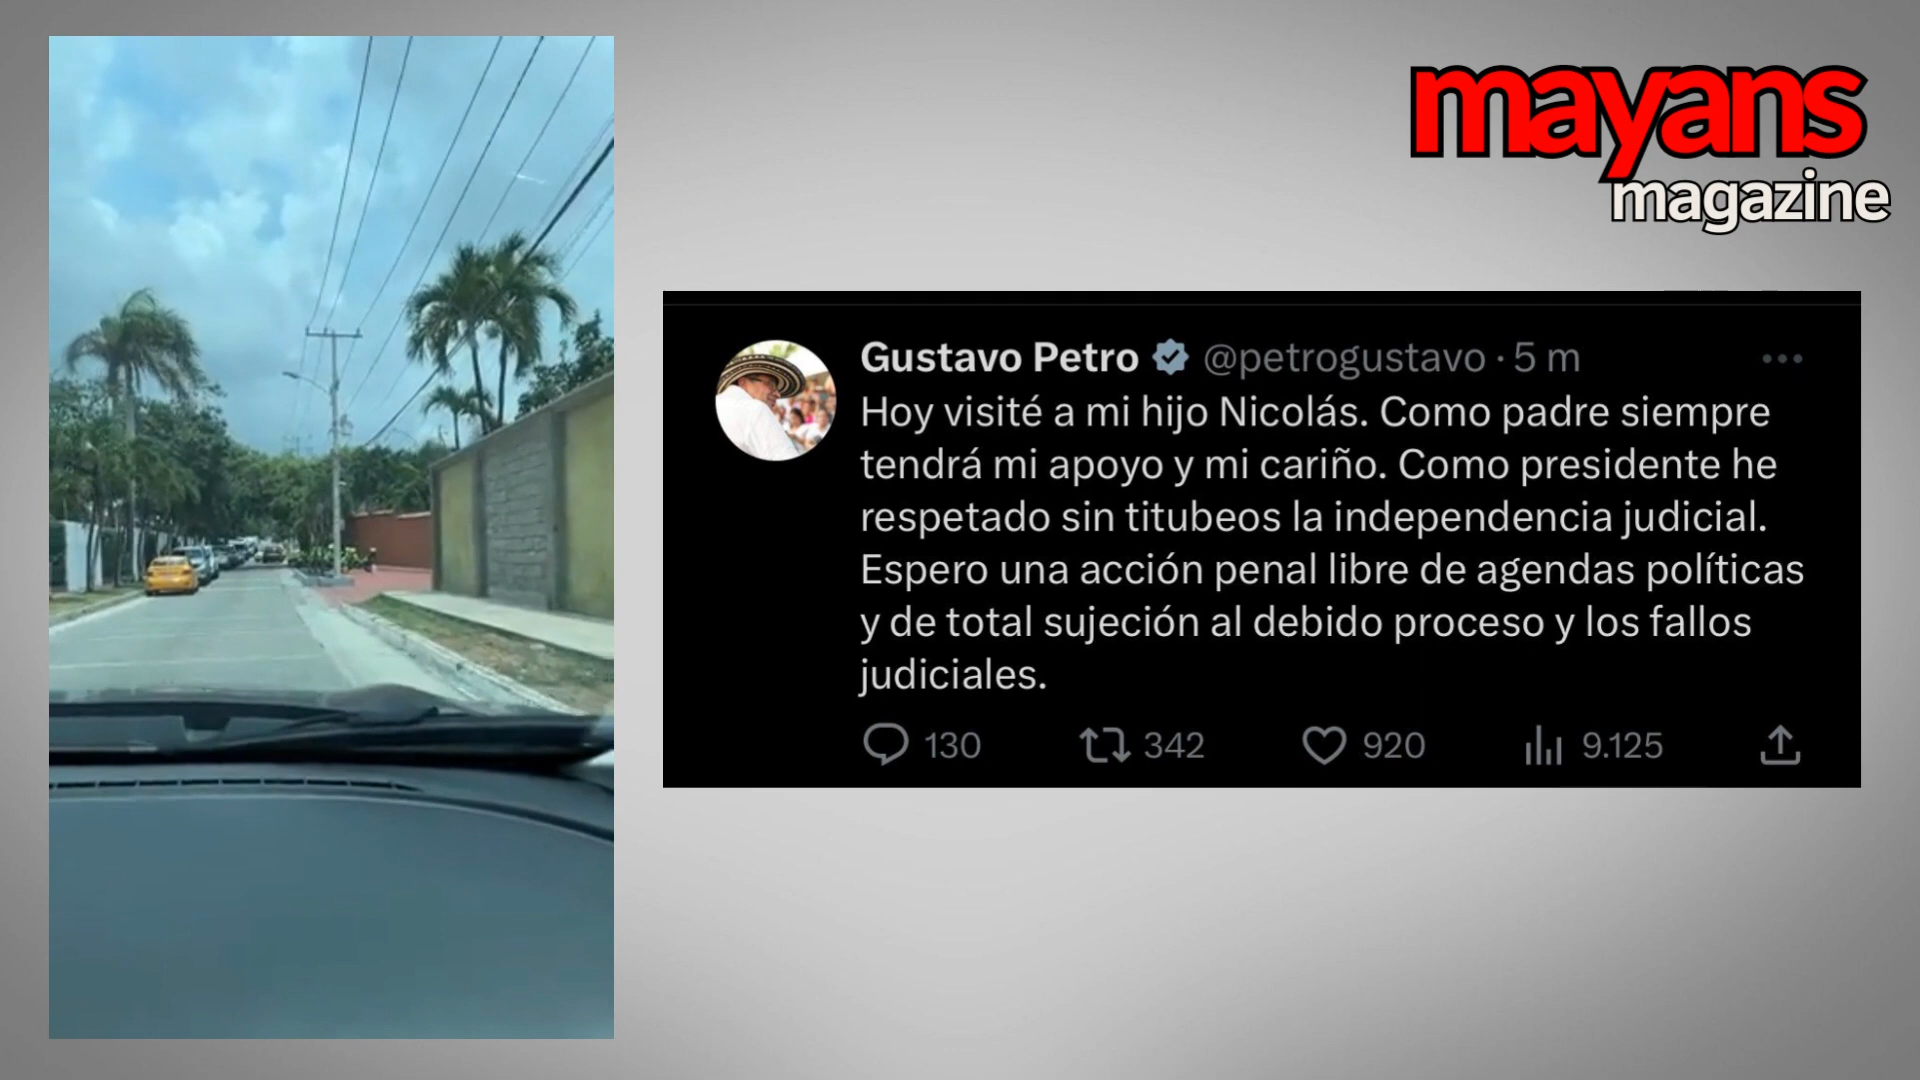 mayans
magazine
Gustavo Petro @petrogustavo · 5 m
Hoy visité a mi hijo Nicolás. Como padre siempre
tendrá mi apoyo y mi cariño. Como presidente he
respetado sin titubeos la independencia judicial.
Espero una acción penal libre de agendas políticas
y de total sujeción al debido proceso y los fallos
judiciales.
130 342 920 9.125